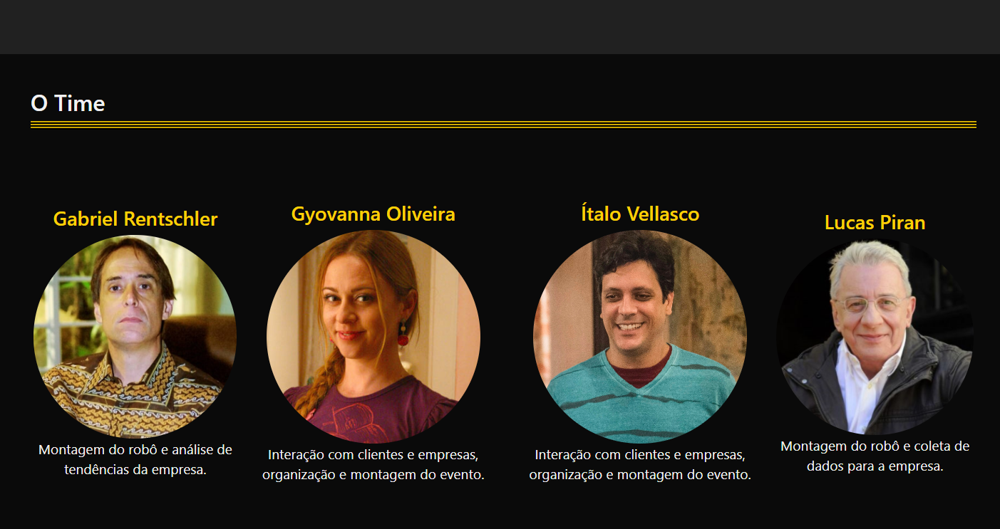 O Time
Gabriel Rentschler
Montagem do robô e análise de
tendências da empresa.
Gyovanna Oliveira
Interação com clientes e empresas,
organização e montagem do evento.
Ítalo Vellasco
Interação com clientes e empresas,
organização e montagem do evento.
Lucas Piran
Montagem do robô e coleta de
dados para a empresa.